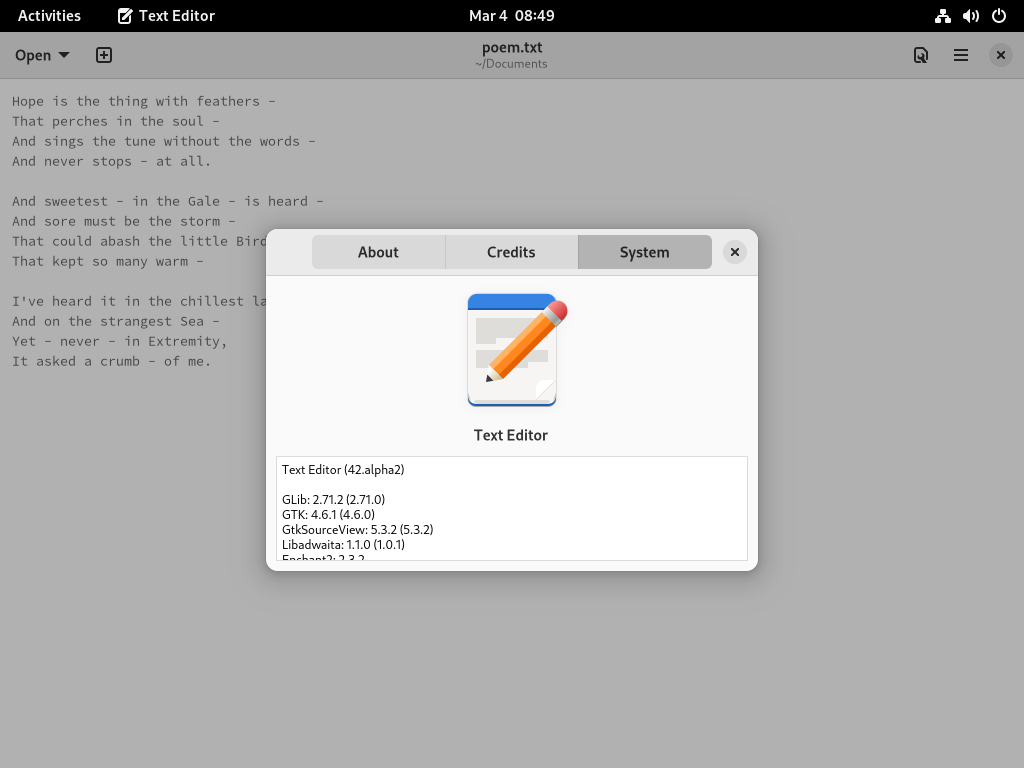 Activities
Text Editor
Mar 4 08:49
Open
poem.txt
~/Documents
Hope is the thing with feathers –
That perches in the soul –
And sings the tune without the words –
And never stops – at all.
And sweetest – in the Gale – is heard –
And sore must be the storm –
That could abash the little Bird
That kept so many warm –
I've heard it in the chillest la
And on the strangest Sea –
Yet – never – in Extremity,
It asked a crumb – of me.
About
Credits
System
Text Editor
Text Editor (42.alpha2)
GLib: 2.71.2 (2.71.0)
GTK: 4.6.1 (4.6.0)
GtkSourceView: 5.3.2 (5.3.2)
Libadwaita: 1.1.0 (1.0.1)
Enchant2: 2.3.2